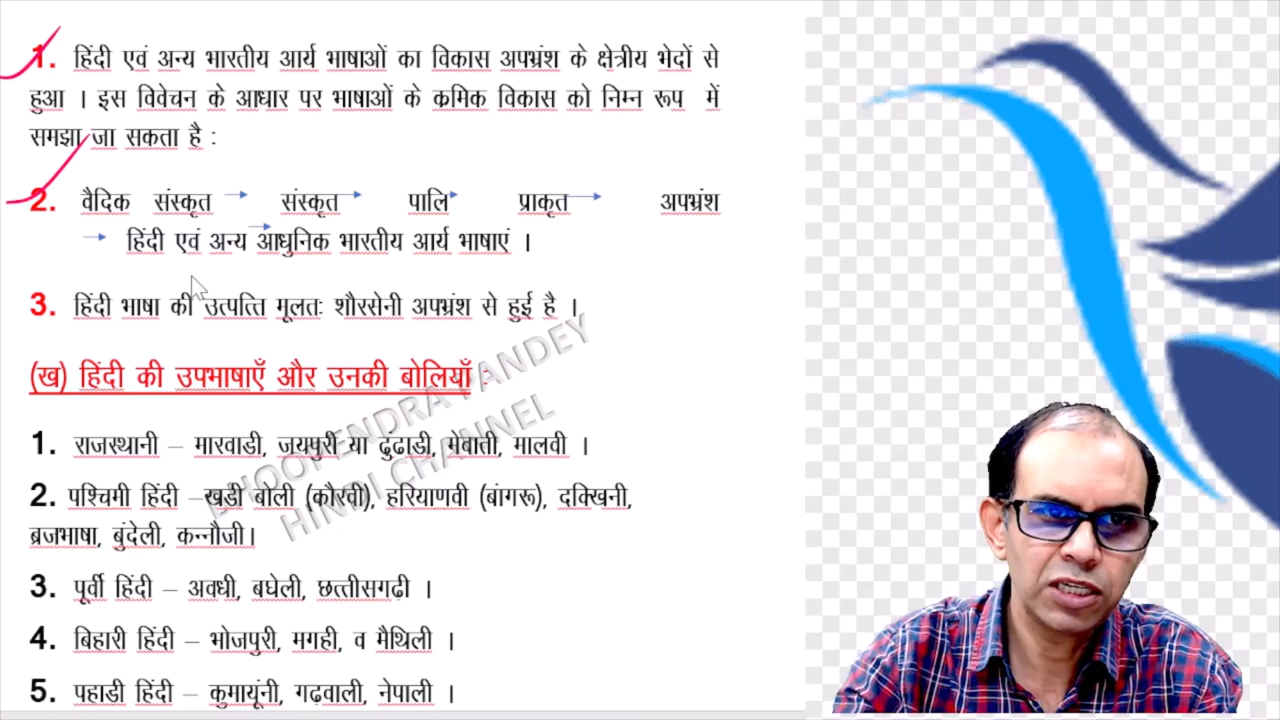 1. हिंदी एवं अन्य भारतीय आर्य भाषाओं का विकास अपभ्रंश के क्षेत्रीय भेदों से
हुआ । इस विवेचन के आधार पर भाषाओं के क्रमिक विकास को निम्न रूप में
समझा जा सकता है :
2. वैदिक संस्कृत → संस्कृत → पालि → प्राकृत → अपभ्रंश
→ हिंदी एवं अन्य → आधुनिक भारतीय आर्य भाषाएं ।
3. हिंदी भाषा की उत्पत्ति मूलतः शौरसेनी अपभ्रंश से हुई है ।
(ख) हिंदी की उपभाषाएँ और उनकी बोलियाँ :
1. राजस्थानी – मारवाडी, जयपुरी या ढुढाडी, मेवाती, मालवी ।
2. पश्चिमी हिंदी –खडी बोली (कौरवी), हरियाणवी (बांगरू), दक्खिनी,
ब्रजभाषा, बुंदेली, कन्नौजी।
3. पूर्वी हिंदी – अवधी, बघेली, छत्तीसगढ़ी ।
4. बिहारी हिंदी – भोजपुरी, मगही, व मैथिली ।
5. पहाडी हिंदी – कुमायूंनी, गढ़वाली, नेपाली ।
BHOOPENDRA PANDEY
HINDI CHANNEL